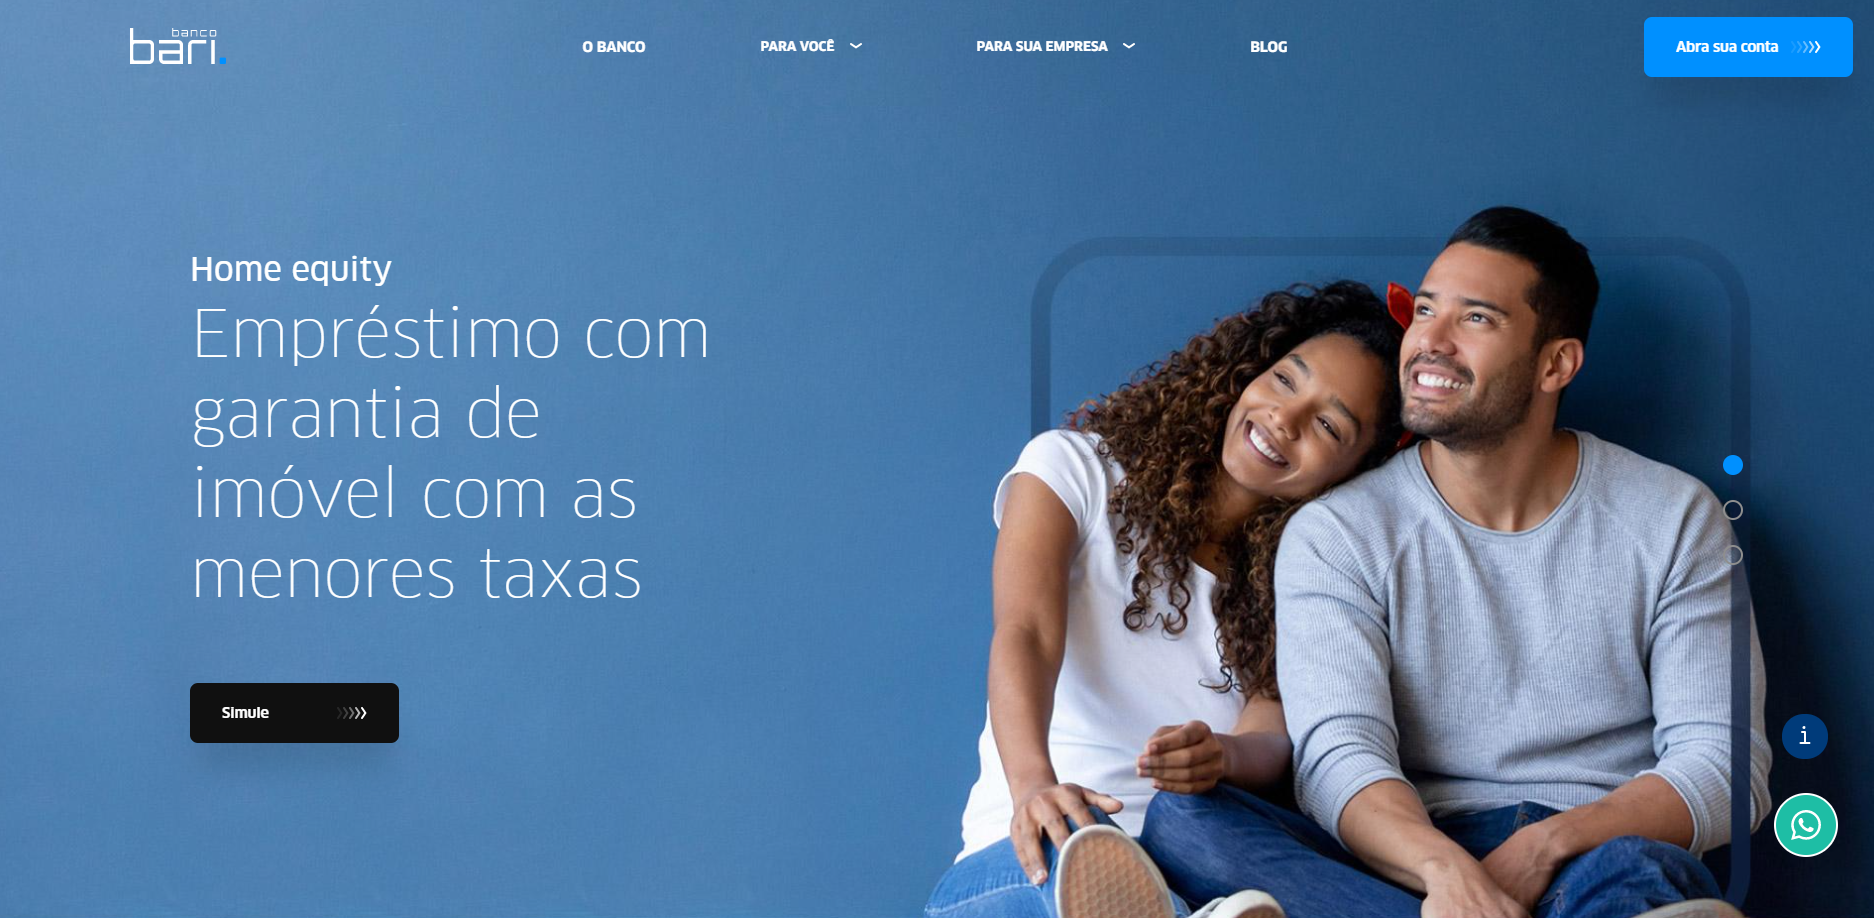 banco
bari.
O BANCO
PARA VOCÊ
PARA SUA EMPRESA
BLOG
Abra sua conta
Home equity
Empréstimo com
garantia de
imóvel com as
menores taxas
Simule
i